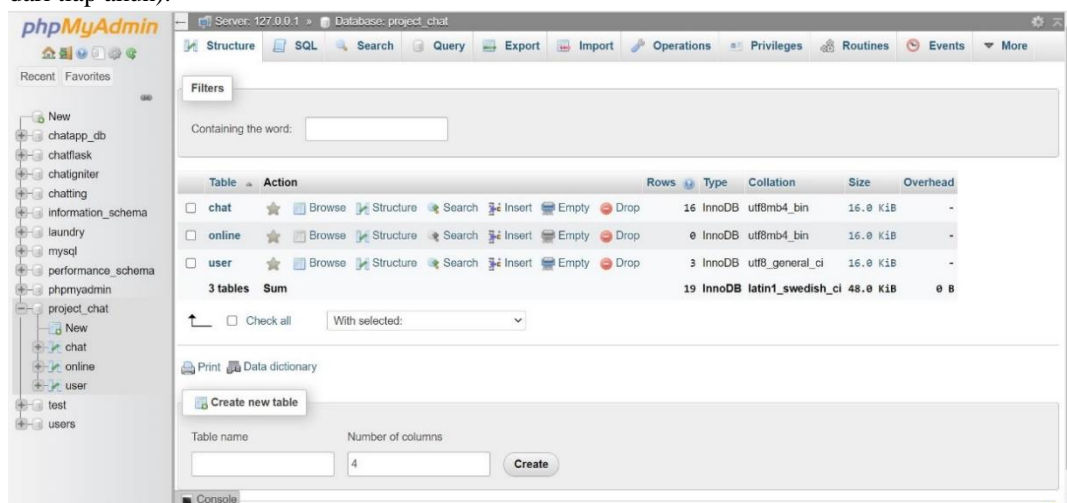 dari tiap akun).
phpMyAdmin
Recent Favorites
New
chatapp_db
chatflask
chatigniter
chatting
information_schema
laundry
mysql
performance_schema
phpmyadmin
project_chat
New
chat
online
user
test
users
Server: 127.0.0.1 » Database: project_chat
Structure SQL Search Query Export Import Operations Privileges Routines Events More
Filters
Containing the word:
Table Action Rows Type Collation Size Overhead
chat Browse Structure Search Insert Empty Drop 16 InnoDB utf8mb4_bin 16.0 KiB -
online Browse Structure Search Insert Empty Drop 0 InnoDB utf8mb4_bin 16.0 KiB -
user Browse Structure Search Insert Empty Drop 3 InnoDB utf8_general_ci 16.0 KiB -
3 tables Sum 19 InnoDB latin1_swedish_ci 48.0 KiB 0 B
Check all With selected:
Print Data dictionary
Create new table
Table name Number of columns
4 Create
Console